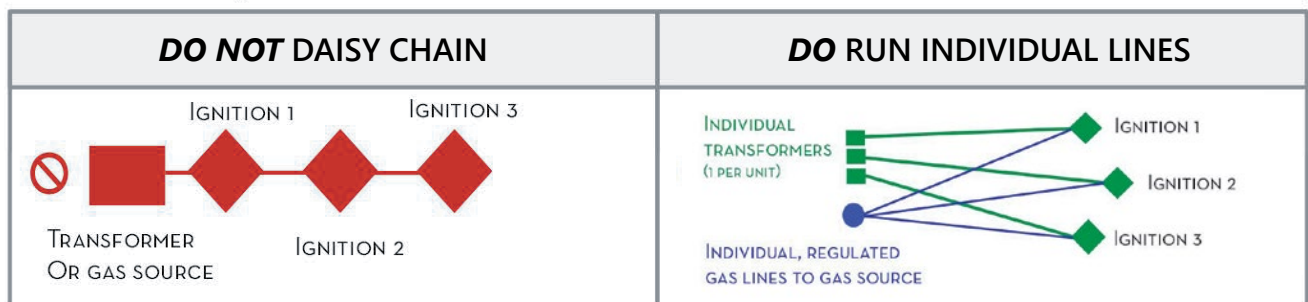 DO NOT DAISY CHAIN
IGNITION 1
IGNITION 3
IGNITION 2
TRANSFORMER
OR GAS SOURCE
DO RUN INDIVIDUAL LINES
INDIVIDUAL
TRANSFORMERS
(1 PER UNIT)
IGNITION 1
IGNITION 2
IGNITION 3
INDIVIDUAL, REGULATED
GAS LINES TO GAS SOURCE